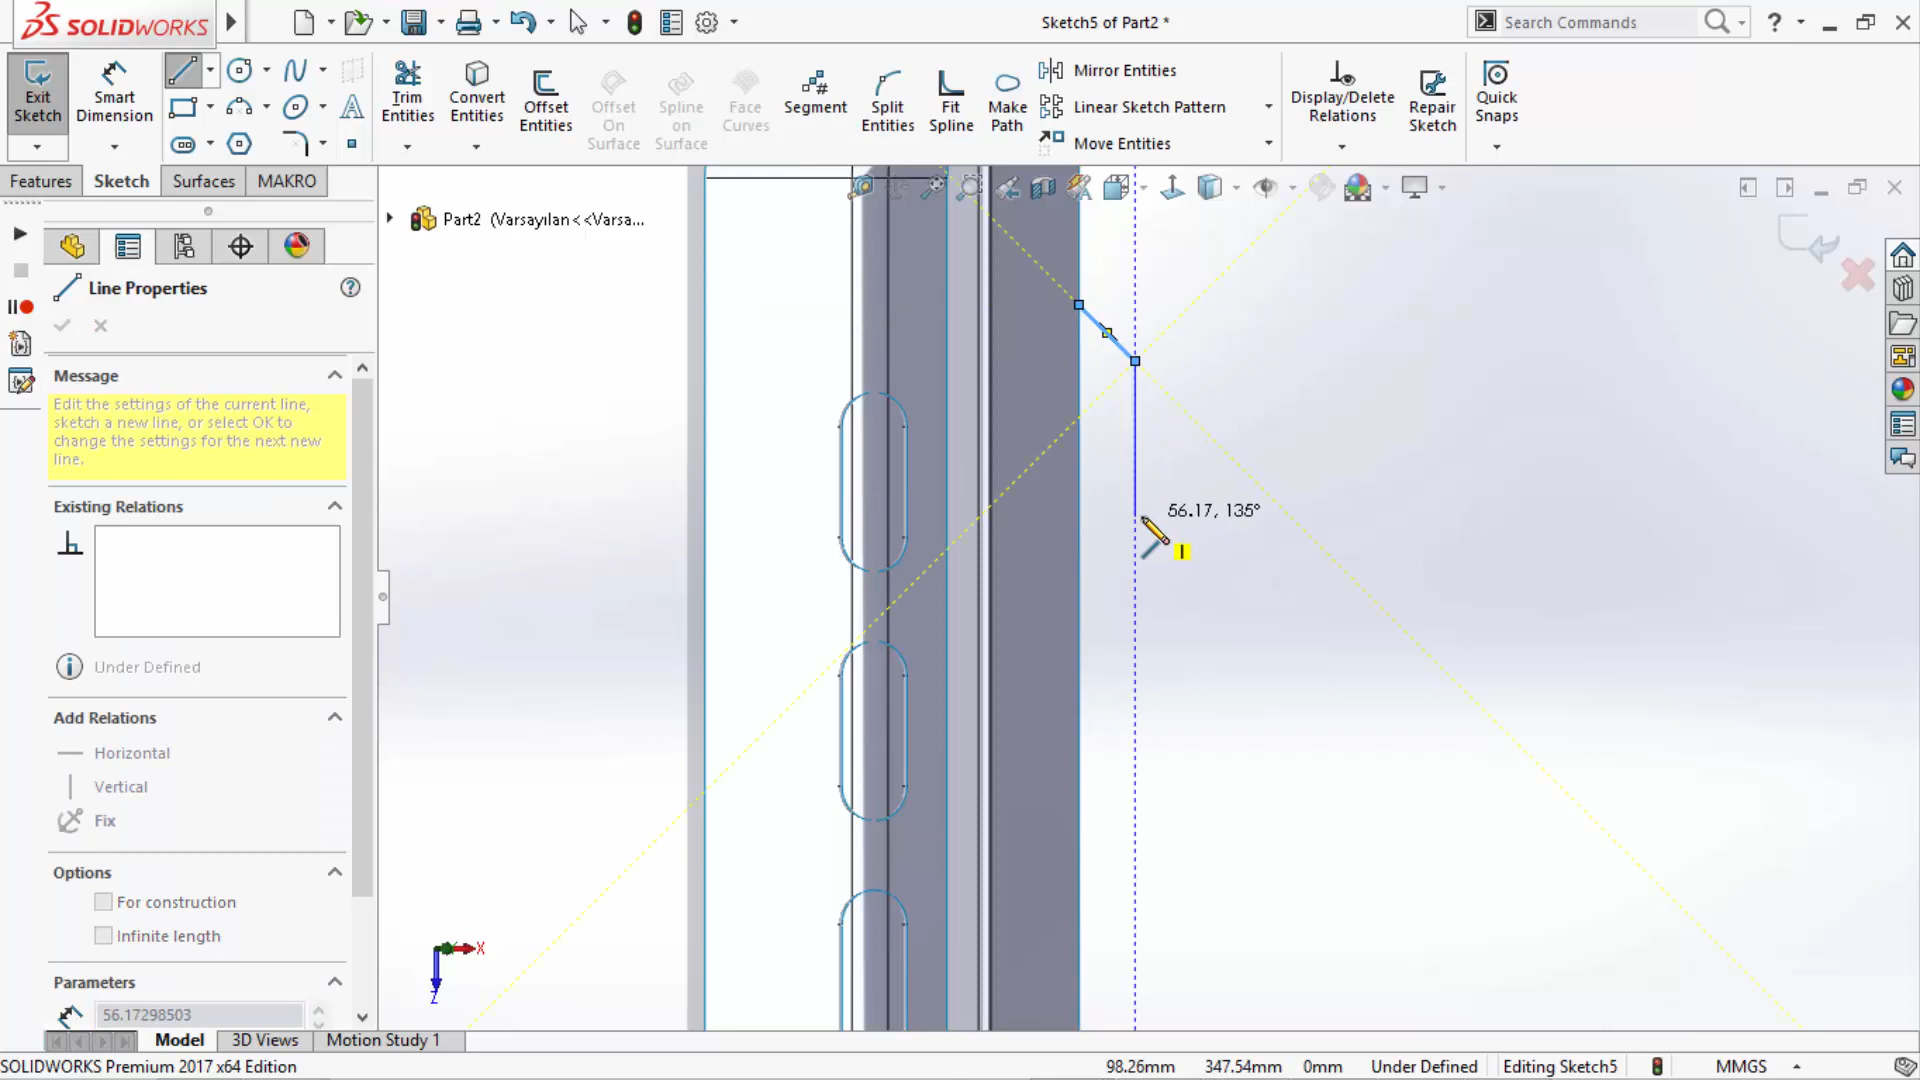 SOLIDWORKS
Sketch5 of Part2 *
Search Commands
?
Exit Sketch
Smart Dimension
Trim Entities
Convert Entities
Offset Entities
Offset On Surface
Spline on Surface
Face Curves
Segment
Split Entities
Fit Spline
Make Path
Mirror Entities
Linear Sketch Pattern
Move Entities
Display/Delete Relations
Repair Sketch
Quick Snaps
Features
Sketch
Surfaces
MAKRO
Part2 (Varsayılan<<Varsa...
Line Properties
Message
Edit the settings of the current line,
sketch a new line, or select OK to
change the settings for the next new
line.
Existing Relations
Under Defined
Add Relations
Horizontal
Vertical
Fix
Options
For construction
Infinite length
Parameters
56.17298503
56.17, 135°
X
Z
Model
3D Views
Motion Study 1
SOLIDWORKS Premium 2017 x64 Edition
98.26mm
347.54mm
0mm
Under Defined
Editing Sketch5
MMGS